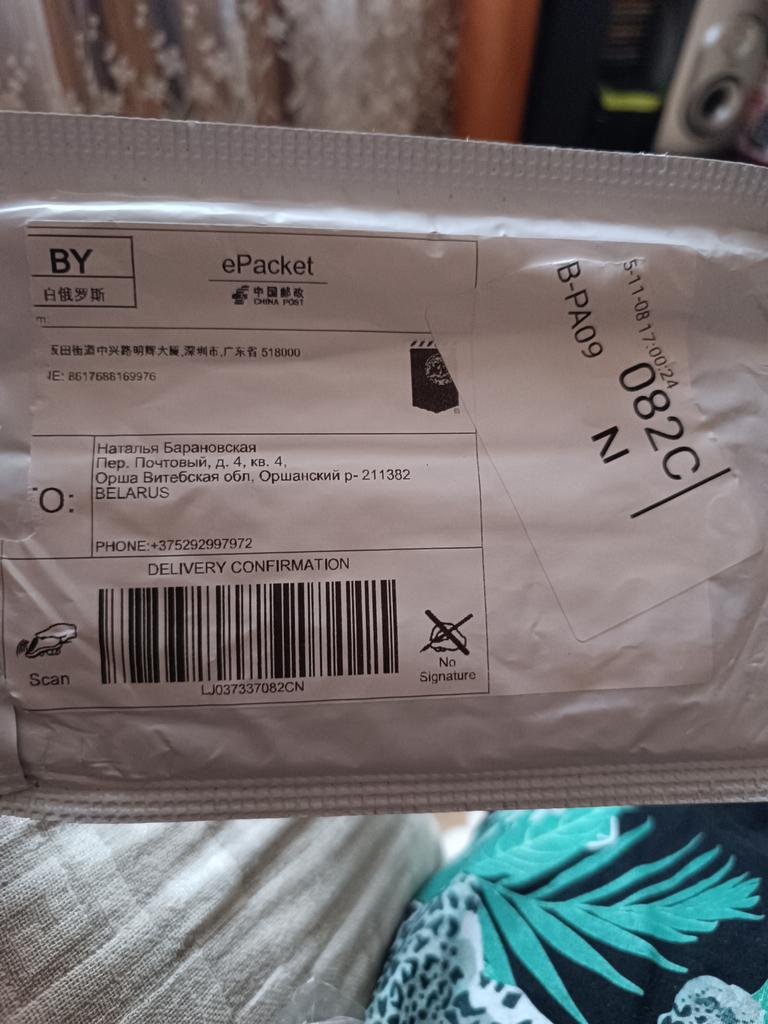 BY
白俄罗斯
ePacket
中国邮政
CHINA POST
m:
坂田街道中兴路明辉大厦,深圳市,广东省 518000
NE: 8617688169976
TO:
Наталья Барановская
Пер. Почтовый, д. 4, кв. 4,
Орша Витебская обл, Оршанский р- 211382
BELARUS
PHONE:+375292997972
DELIVERY CONFIRMATION
Scan
LJ037337082CN
No
Signature
5-11-08 17:00:24
B-PA09
082C
N